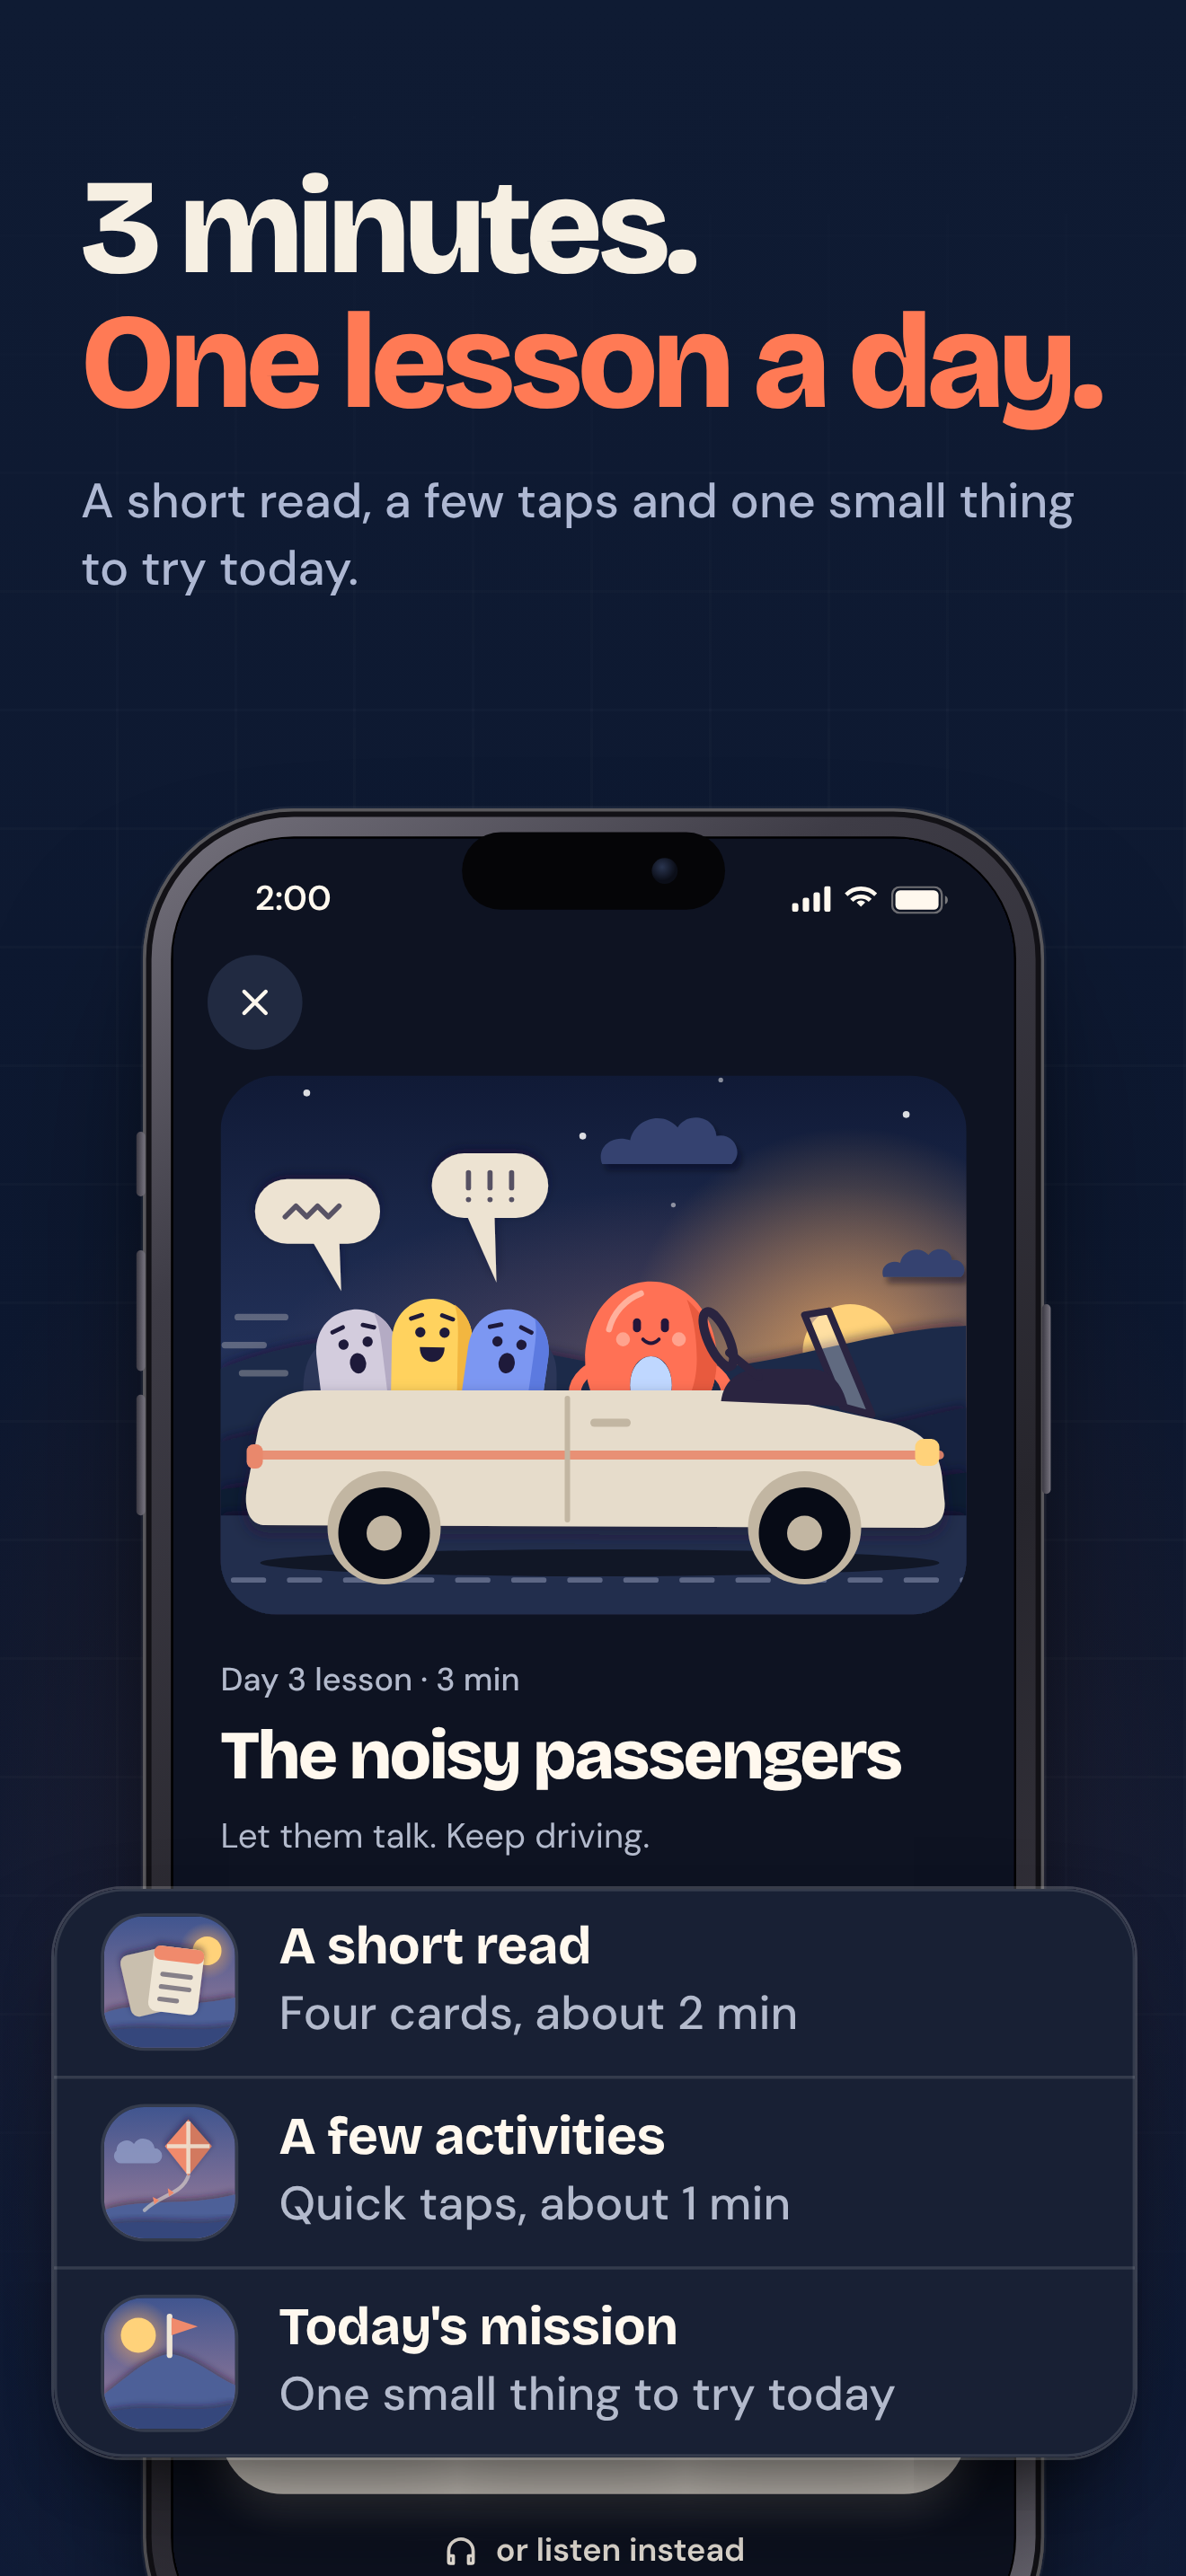 3 minutes.
One lesson a day.
A short read, a few taps and one small thing
to try today.
2:00
!!!
Day 3 lesson · 3 min
The noisy passengers
Let them talk. Keep driving.
A short read
Four cards, about 2 min
A few activities
Quick taps, about 1 min
Today's mission
One small thing to try today
or listen instead